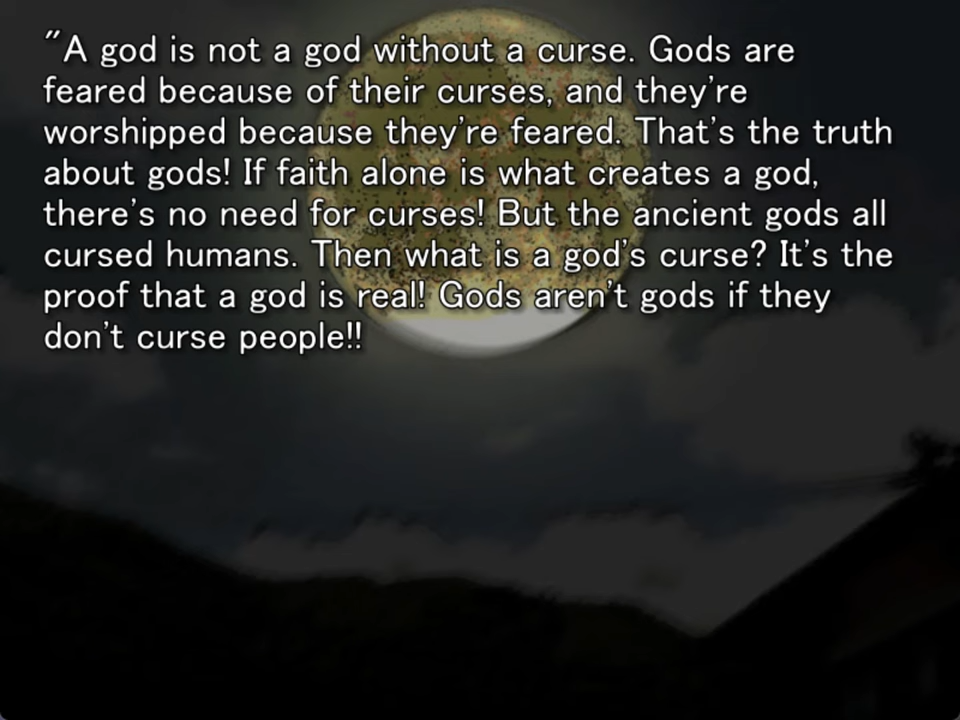 "A god is not a god without a curse. Gods are
feared because of their curses, and they're
worshipped because they're feared. That's the truth
about gods! If faith alone is what creates a god,
there's no need for curses! But the ancient gods all
cursed humans. Then what is a god's curse? It's the
proof that a god is real! Gods aren't gods if they
don't curse people!!